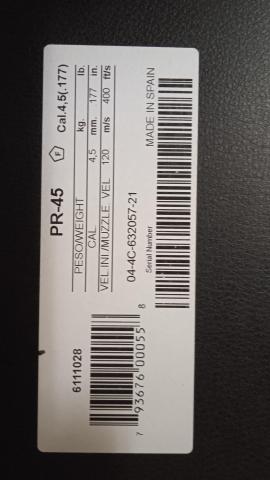 6111028
PR-45 F Cal.4,5(.177)
PESO/WEIGHT kg. lb.
CAL. 4,5 mm. 177 in.
VEL.INI./MUZZLE. VEL 120 m/s 400 ft/s
7 93676 00055 8
04-4C-632057-21
Serial Number
MADE IN SPAIN